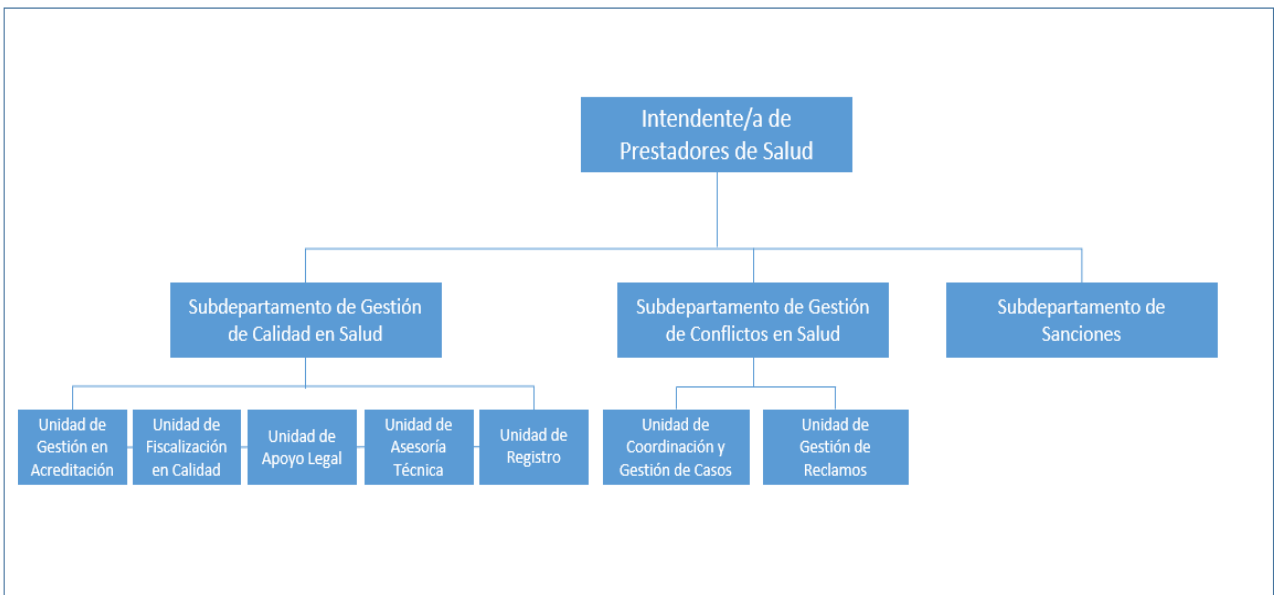 Intendente/a de
Prestadores de Salud
Subdepartamento de Gestión
de Calidad en Salud
Subdepartamento de Gestión
de Conflictos en Salud
Subdepartamento de
Sanciones
Unidad de
Gestión en
Acreditación
Unidad de
Fiscalización
en Calidad
Unidad de
Apoyo Legal
Unidad de
Asesoría
Técnica
Unidad de
Registro
Unidad de
Coordinación y
Gestión de Casos
Unidad de
Gestión de
Reclamos